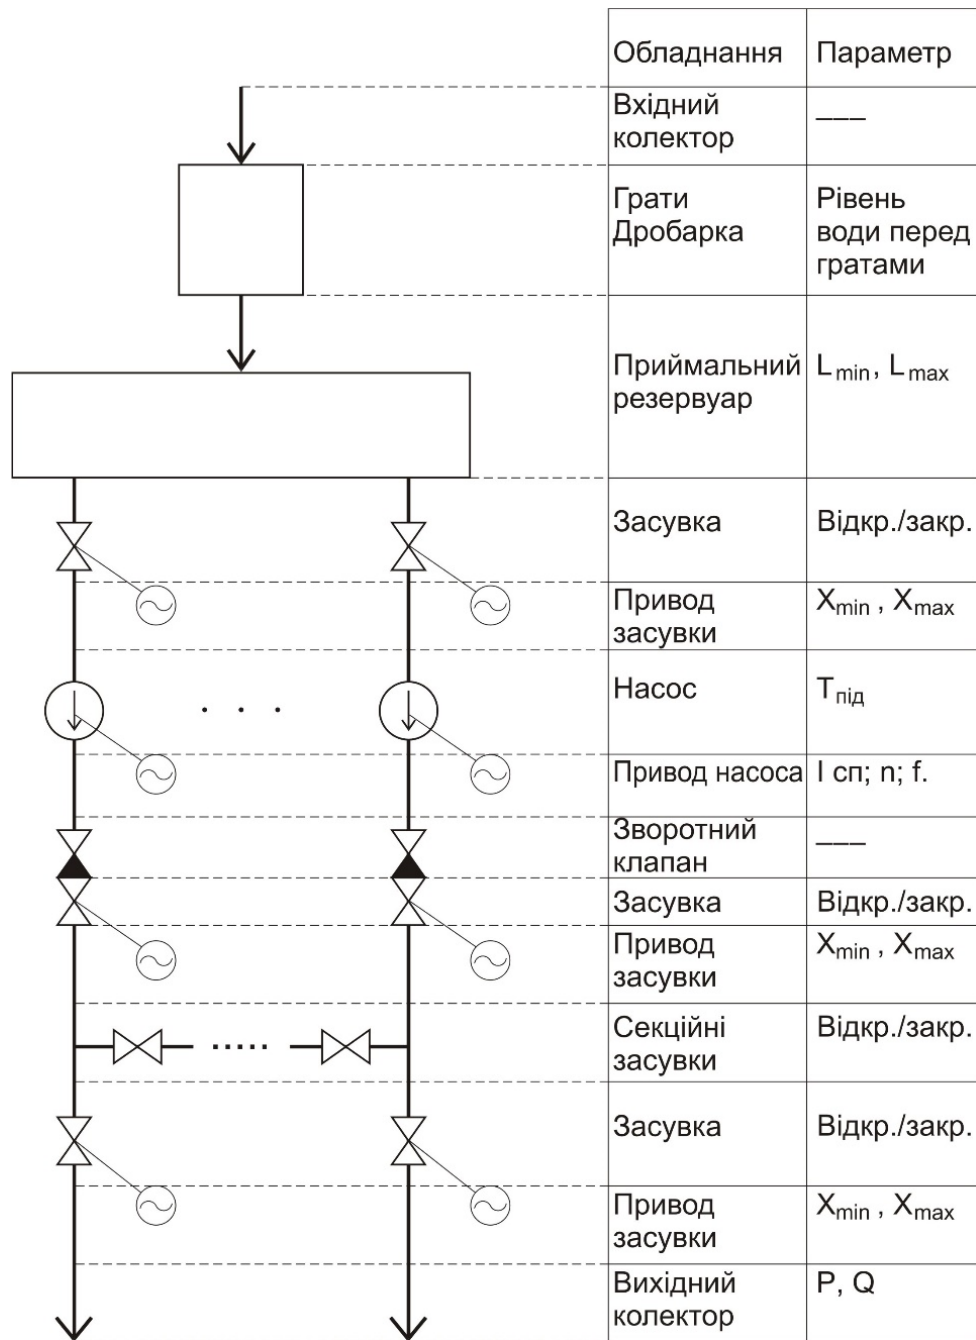 Обладнання Параметр
Вхідний
колектор ___
Грати Рівень
Дробарка води перед
гратами
Приймальний L min, L max
резервуар
Засувка Відкр./закр.
Привод X min , X max
засувки
Насос T під
Привод насоса I сп; n; f.
Зворотний
клапан ___
Засувка Відкр./закр.
Привод X min , X max
засувки
Секційні Відкр./закр.
засувки
Засувка Відкр./закр.
Привод X min , X max
засувки
Вихідний P, Q
колектор